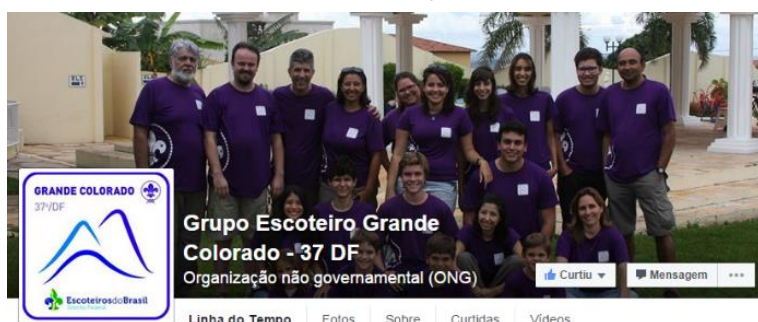 GRANDE COLORADO
37º/DF
EscoteirosdoBrasil
Grupo Escoteiro Grande
Colorado - 37 DF
Organização não governamental (ONG)
Curtiu
Mensagem
Linha do Tempo
Fotos
Sobre
Curtidas
Vídeos